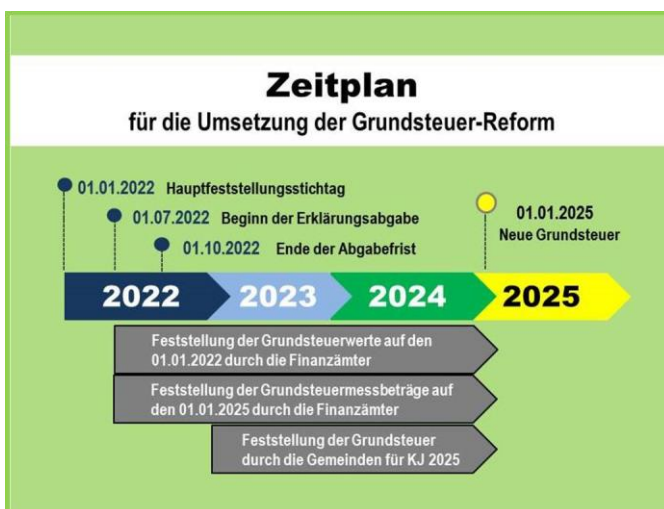 Zeitplan
für die Umsetzung der Grundsteuer-Reform
01.01.2022 Hauptfeststellungsstichtag
01.07.2022 Beginn der Erklärungsabgabe
01.10.2022 Ende der Abgabefrist
01.01.2025
Neue Grundsteuer
2022 2023 2024 2025
Feststellung der Grundsteuerwerte auf den
01.01.2022 durch die Finanzämter
Feststellung der Grundsteuermessbeträge auf
den 01.01.2025 durch die Finanzämter
Feststellung der Grundsteuer
durch die Gemeinden für KJ 2025